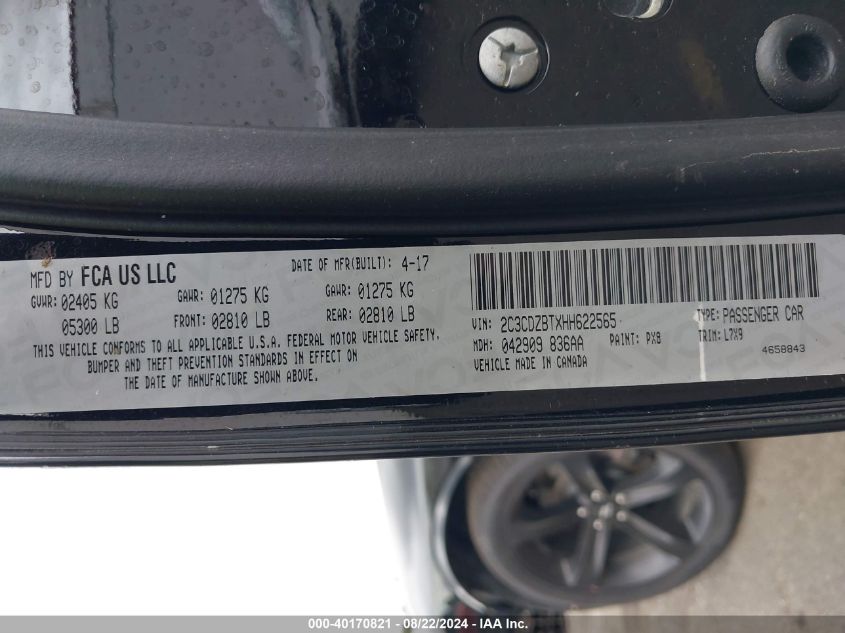 MFD BY FCA US LLC
DATE OF MFR(BUILT): 4-17
GVWR: 02405 KG GAWR: 01275 KG GAWR: 01275 KG
05300 LB FRONT: 02810 LB REAR: 02810 LB
THIS VEHICLE CONFORMS TO ALL APPLICABLE U.S.A. FEDERAL MOTOR VEHICLE SAFETY,
BUMPER AND THEFT PREVENTION STANDARDS IN EFFECT ON
THE DATE OF MANUFACTURE SHOWN ABOVE.
VIN: 2C3CDZBTXHH622565 TYPE: PASSENGER CAR
MDH: 042909 836AA PAINT: PX8 TRIM: L7X9
VEHICLE MADE IN CANADA 4658843
000-40170821 - 08/22/2024 - IAA Inc.